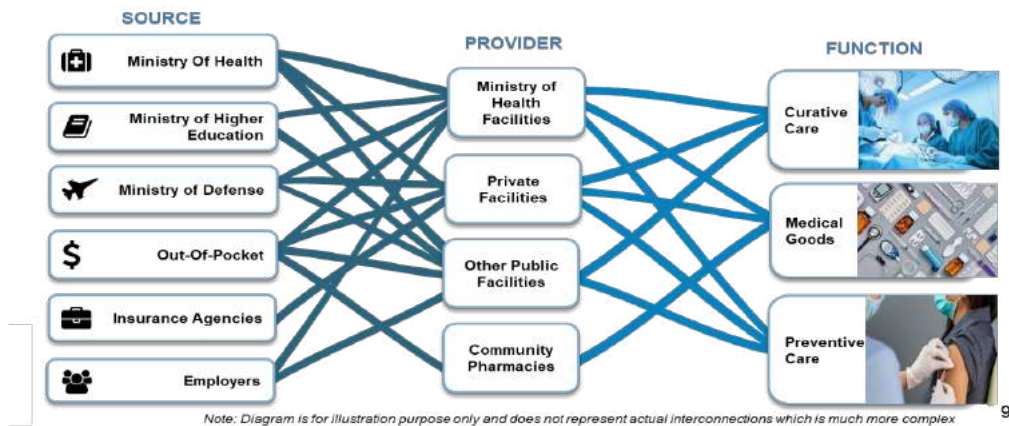 SOURCE
Ministry Of Health
Ministry of Higher
Education
Ministry of Defense
Out-Of-Pocket
Insurance Agencies
Employers
PROVIDER
Ministry of
Health
Facilities
Private
Facilities
Other Public
Facilities
Community
Pharmacies
FUNCTION
Curative
Care
Medical
Goods
Preventive
Care
Note: Diagram is for illustration purpose only and does not represent actual interconnections which is much more complex
9